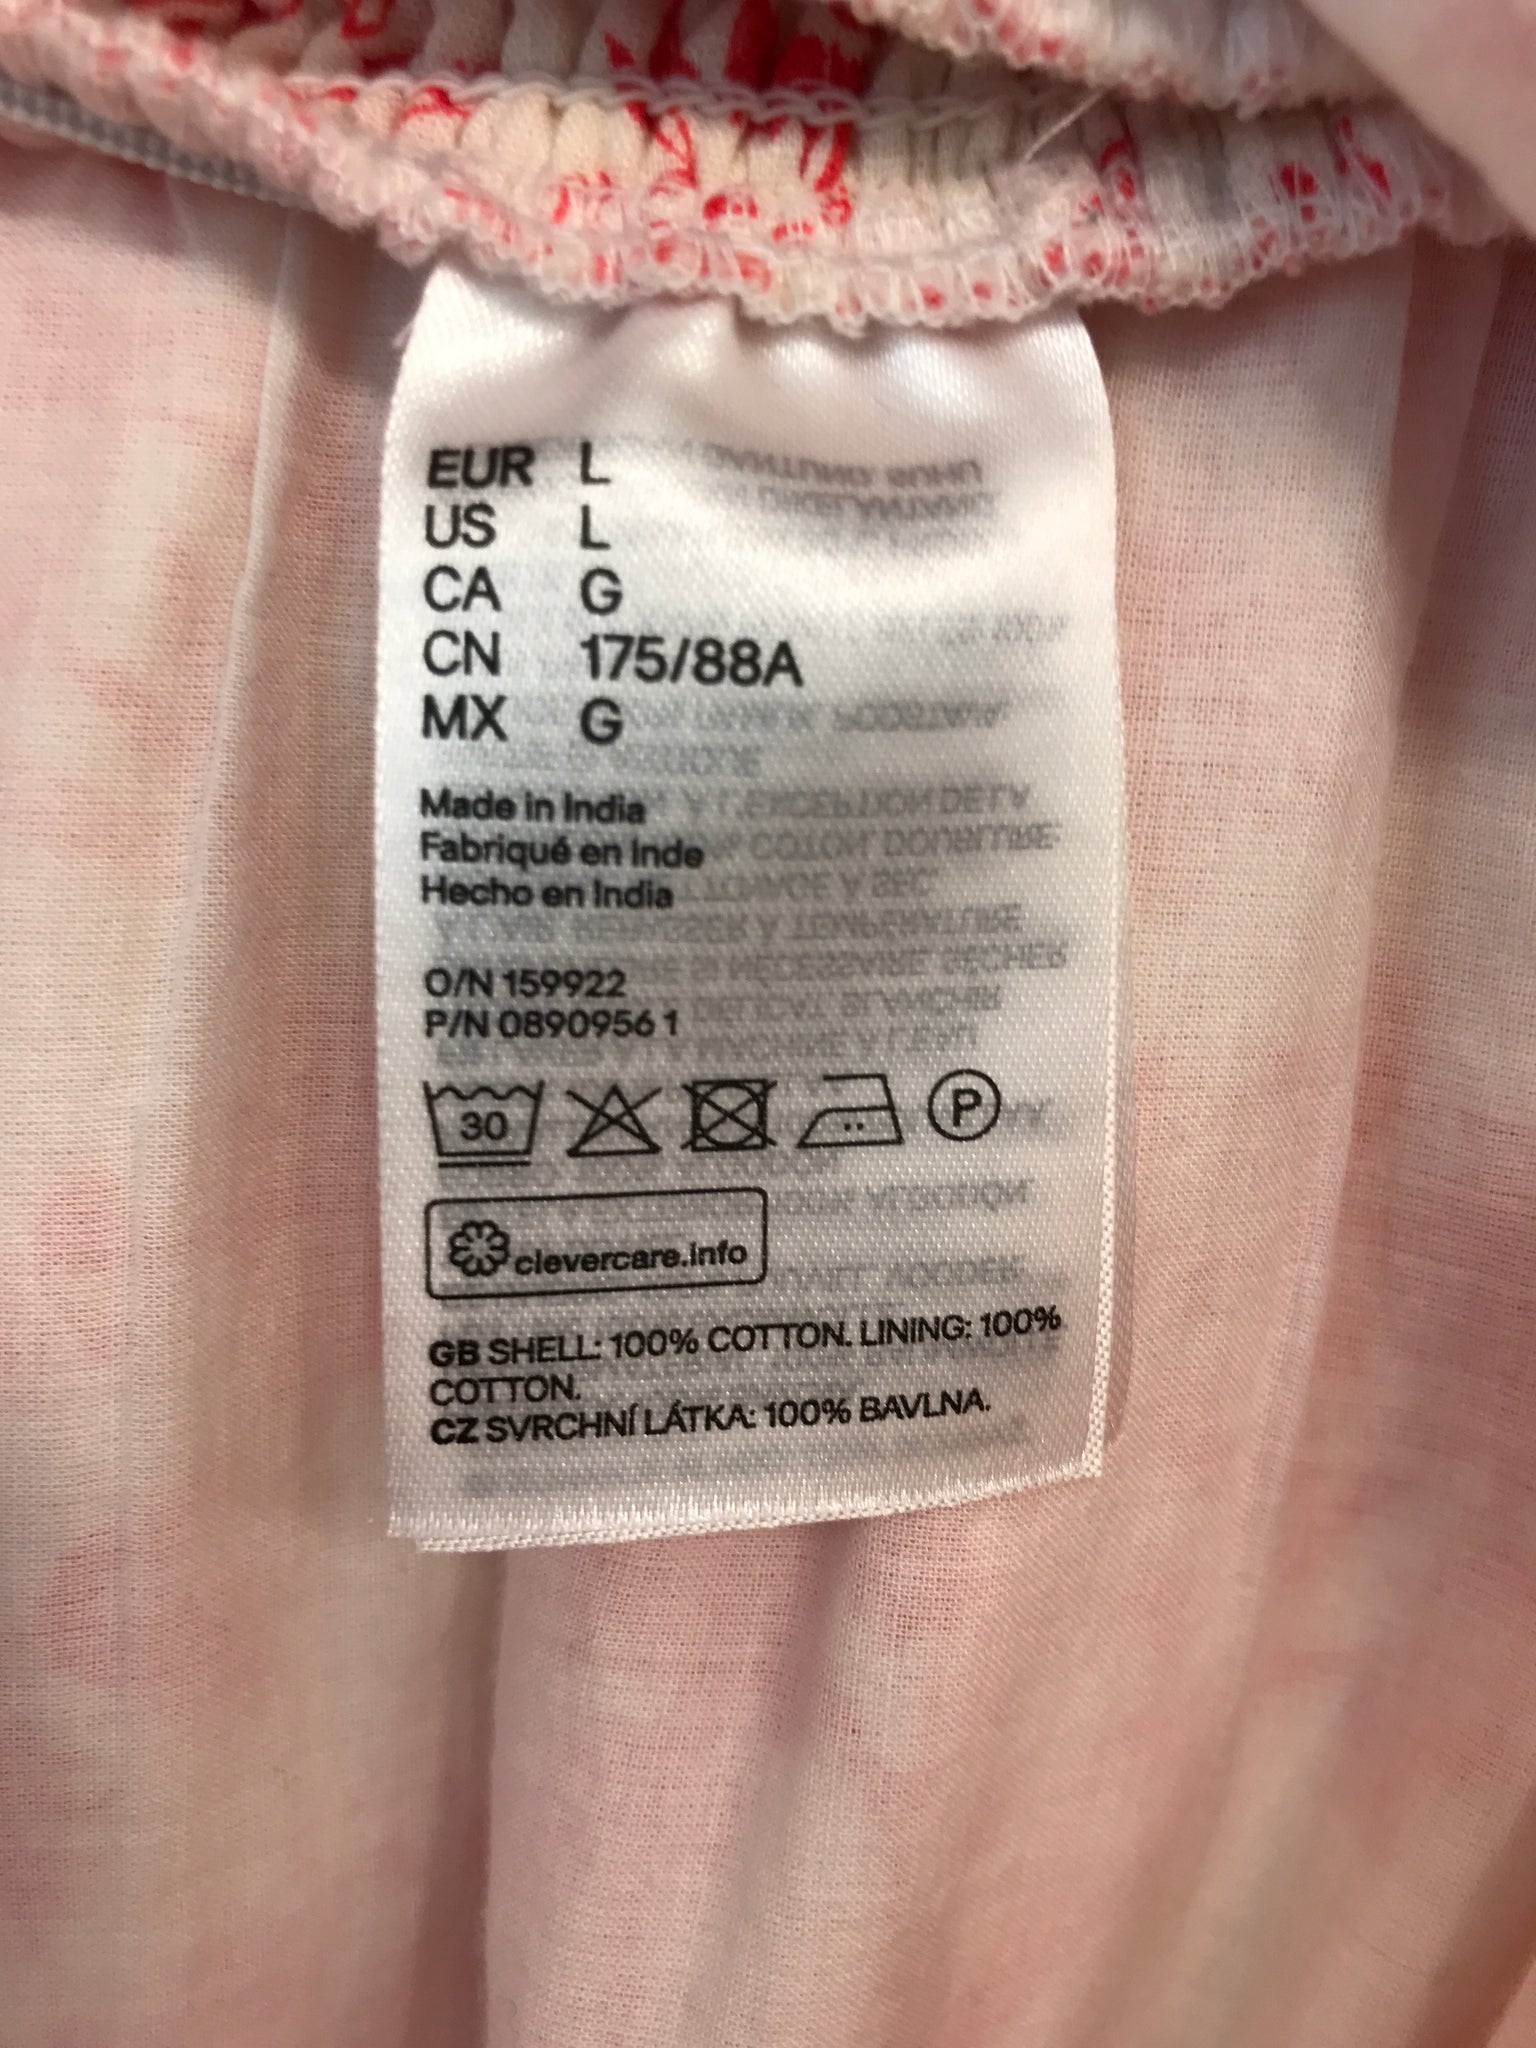 EUR L
US L
CA G
CN 175/88A
MX G
Made in India
Fabriqué en Inde
Hecho en India
O/N 159922
P/N 0890956 1
30
P
clevercare.info
GB SHELL: 100% COTTON. LINING: 100%
COTTON.
CZ SVRCHNÍ LÁTKA: 100% BAVLNA.